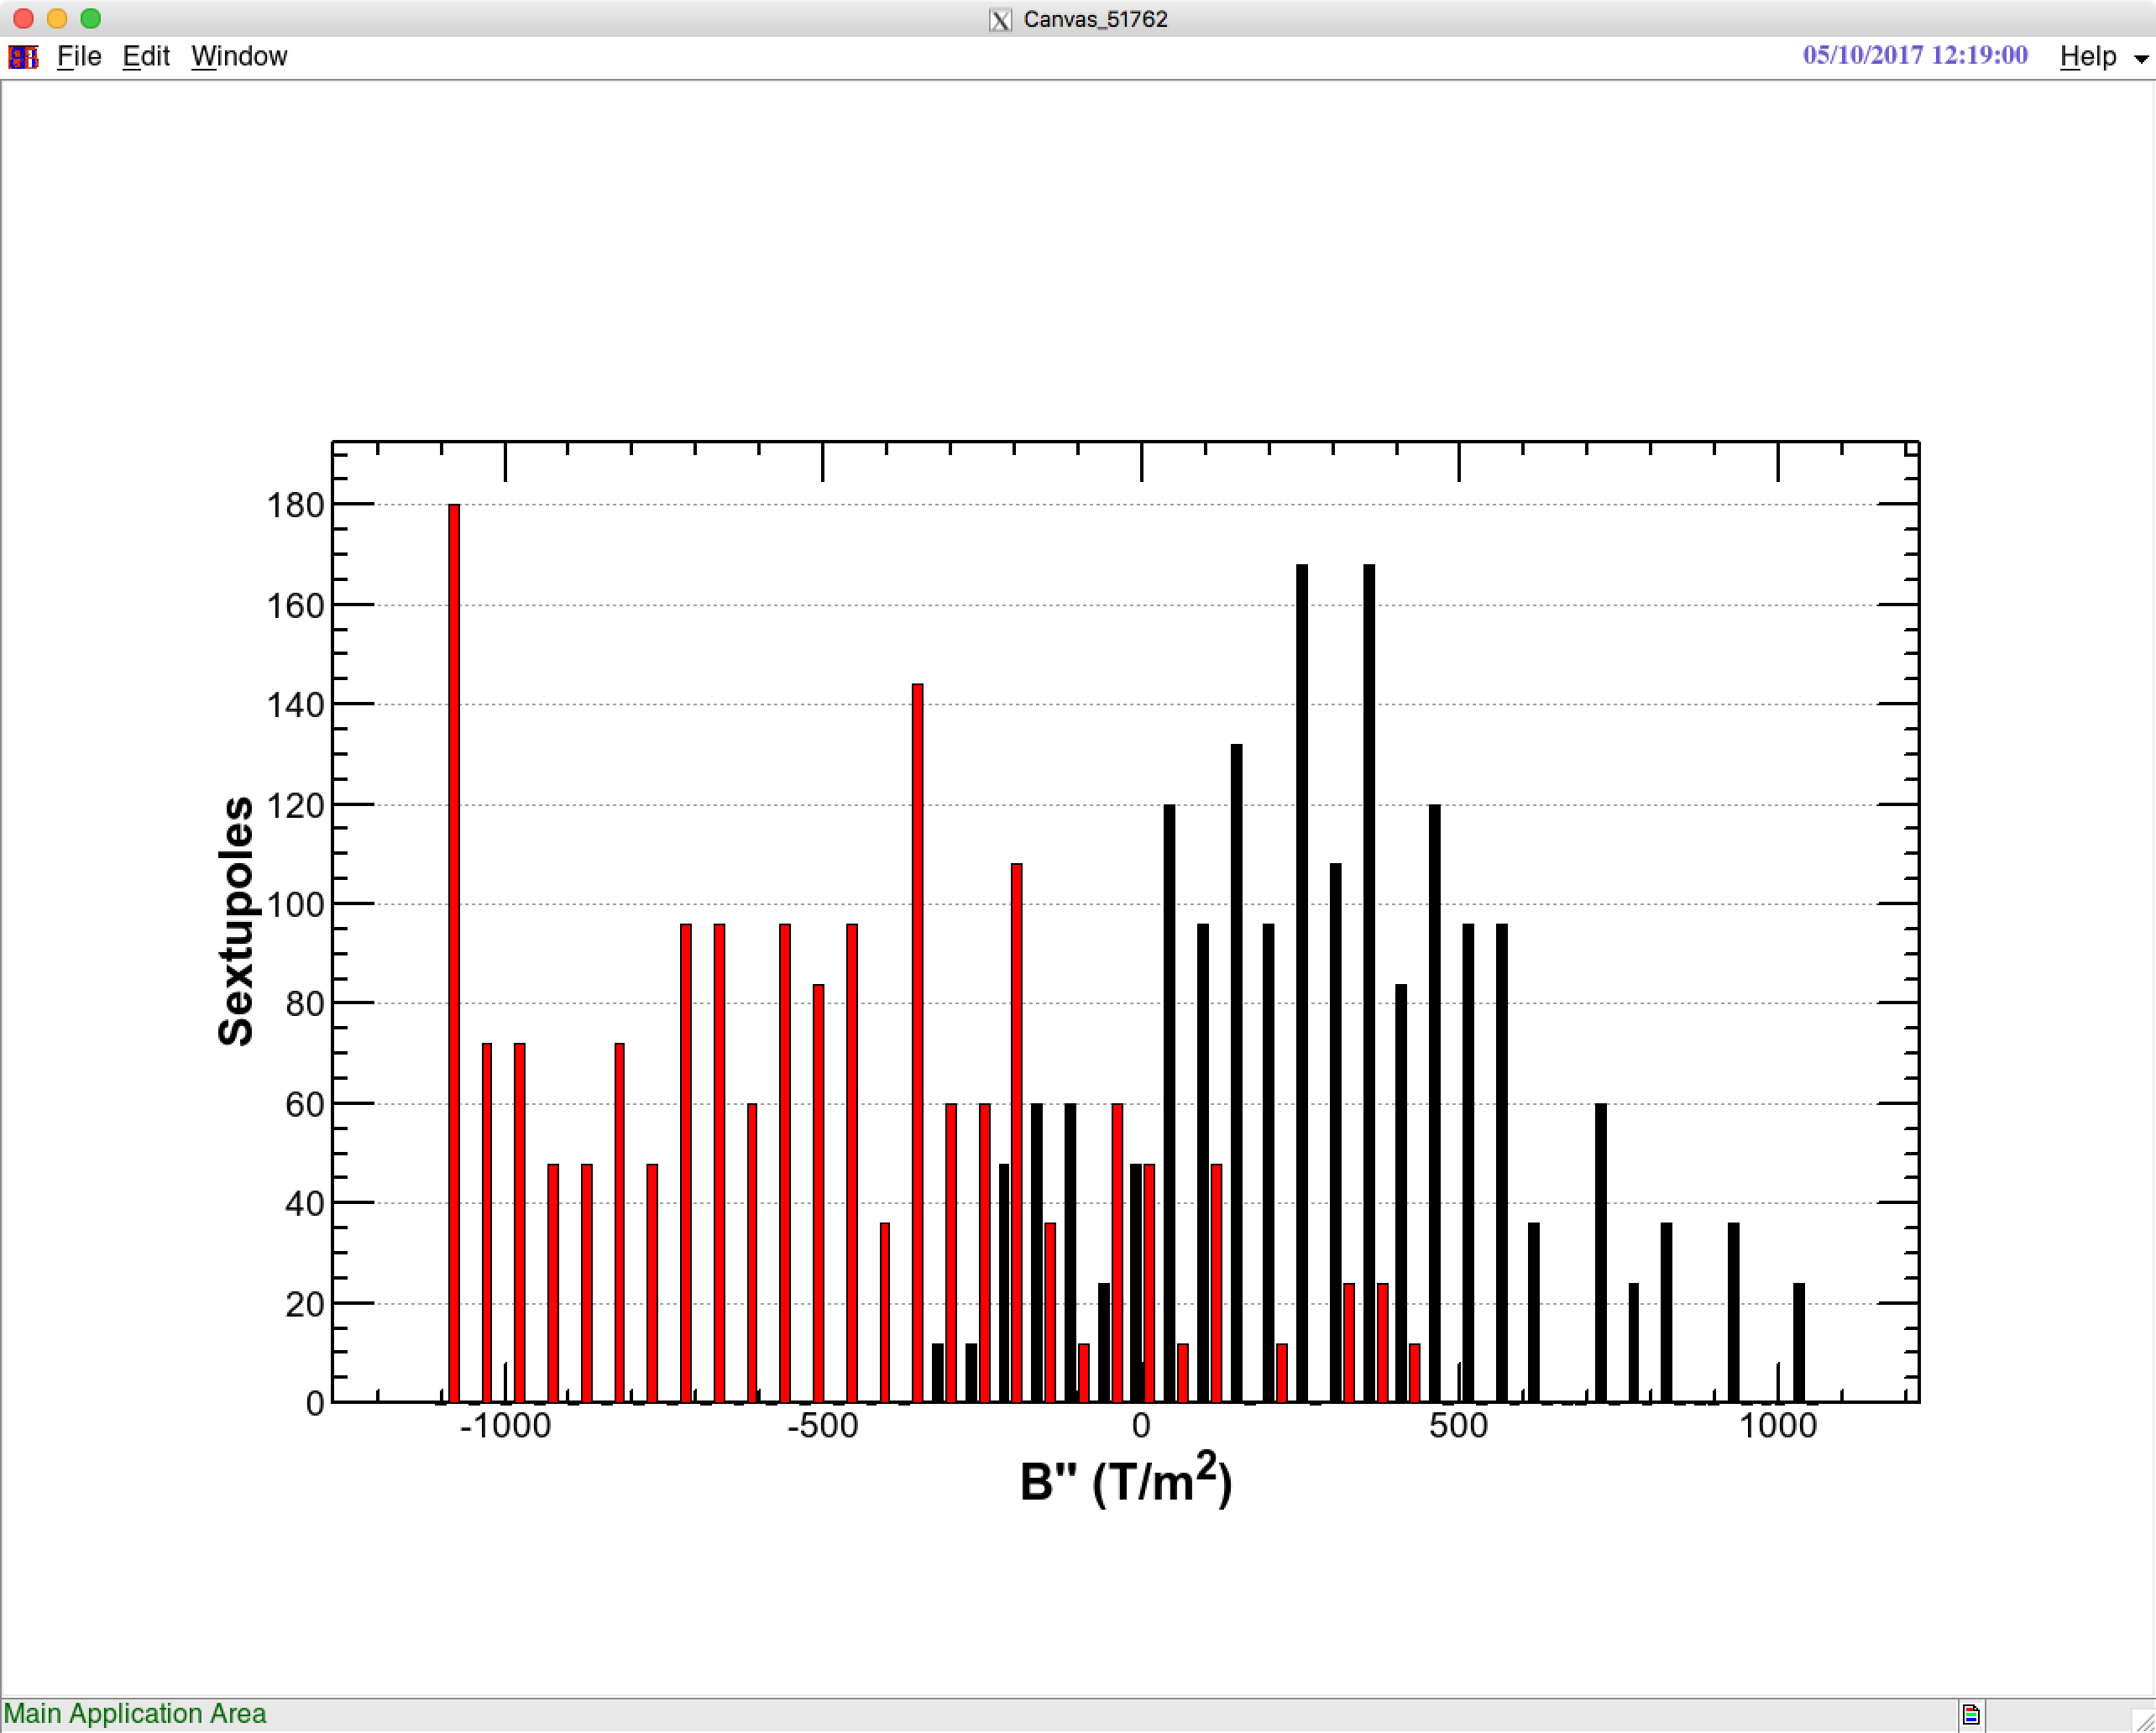 Canvas_51762
File Edit Window 05/10/2017 12:19:00 Help
180
160
140
120
100
80
60
40
20
0
Sextupoles
-1000 -500 0 500 1000
B" (T/m²)
Main Application Area